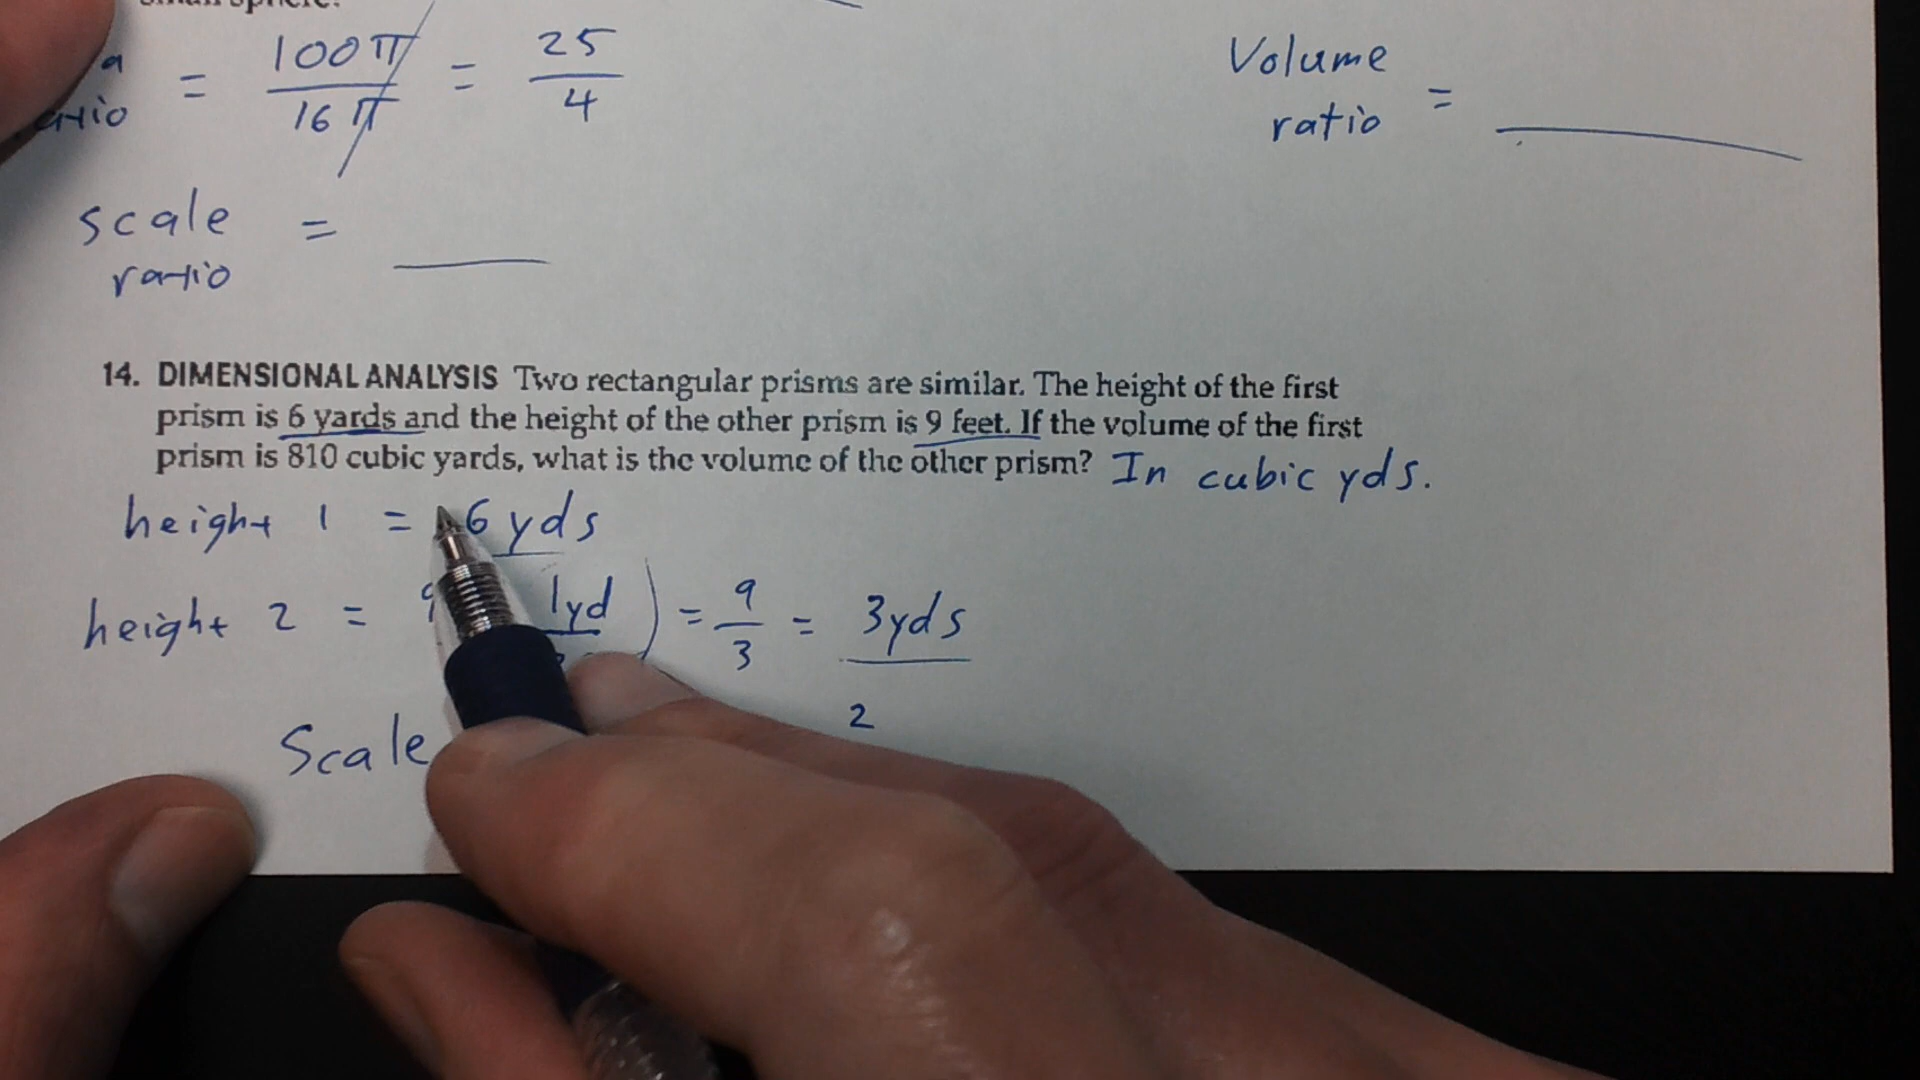 100π / 16π = 25 / 4
Volume
ratio =
scale
ratio =
14. DIMENSIONAL ANALYSIS Two rectangular prisms are similar. The height of the first
prism is 6 yards and the height of the other prism is 9 feet. If the volume of the first
prism is 810 cubic yards, what is the volume of the other prism? In cubic yds.
height 1 = 6 yds
height 2 = 9 1yd ) = 9 / 3 = 3yds
Scale 2